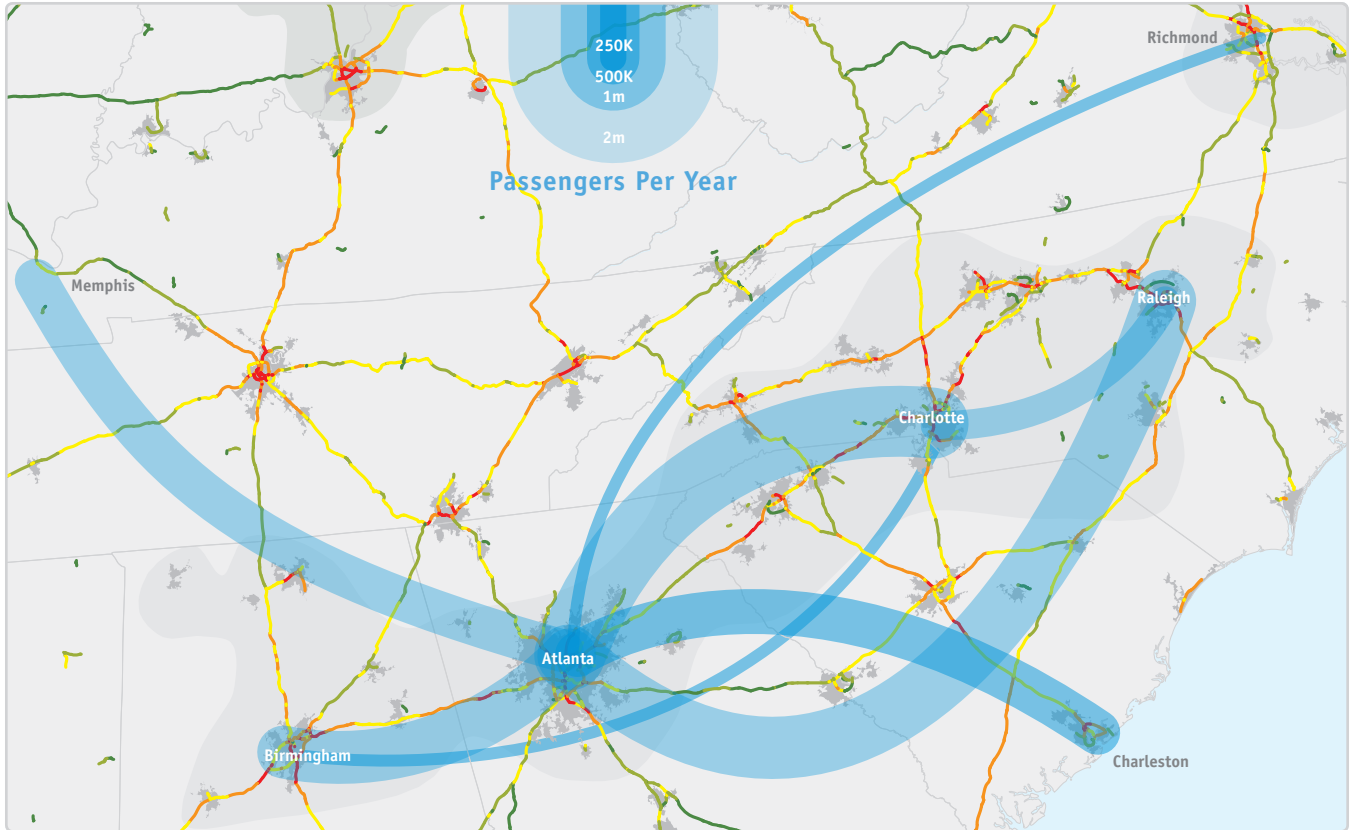 250K
500K
1m
2m
Passengers Per Year
Richmond
Memphis
Raleigh
Charlotte
Atlanta
Birmingham
Charleston